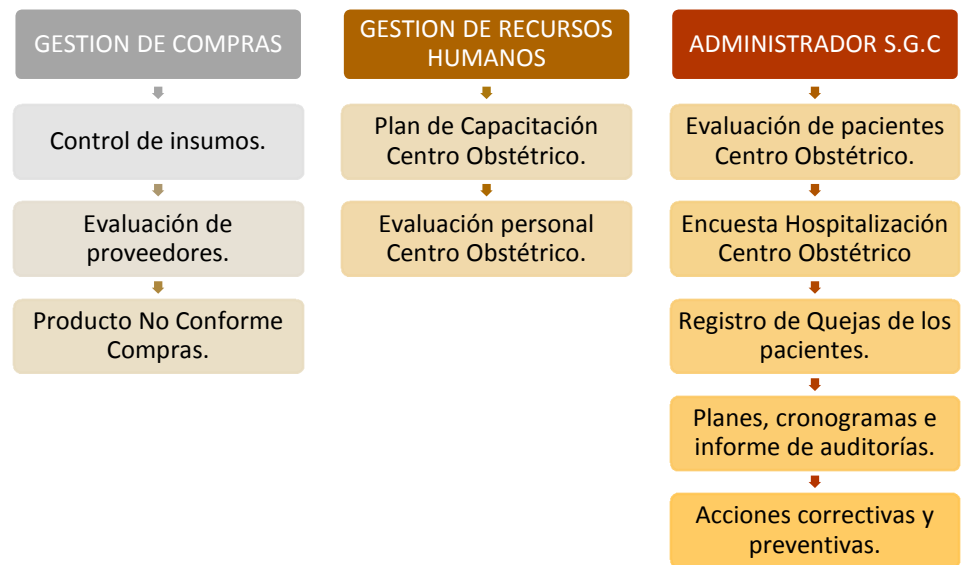 GESTION DE COMPRAS
Control de insumos.
Evaluación de
proveedores.
Producto No Conforme
Compras.
GESTION DE RECURSOS
HUMANOS
Plan de Capacitación
Centro Obstétrico.
Evaluación personal
Centro Obstétrico.
ADMINISTRADOR S.G.C
Evaluación de pacientes
Centro Obstétrico.
Encuesta Hospitalización
Centro Obstétrico
Registro de Quejas de los
pacientes.
Planes, cronogramas e
informe de auditorías.
Acciones correctivas y
preventivas.